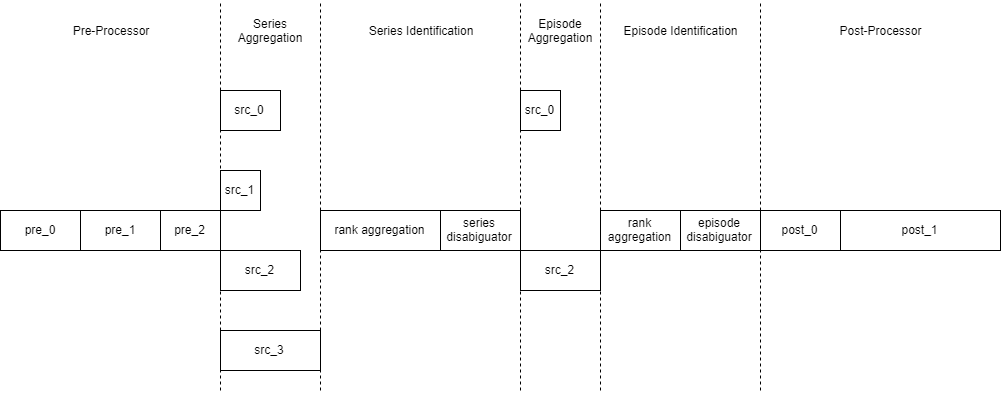 Pre-Processor
Series
Aggregation
Series Identification
Episode
Aggregation
Episode Identification
Post-Processor
src_0
src_0
src_1
pre_0
pre_1
pre_2
rank aggregation
series
disabiguator
rank
aggregation
episode
disabiguator
post_0
post_1
src_2
src_2
src_3